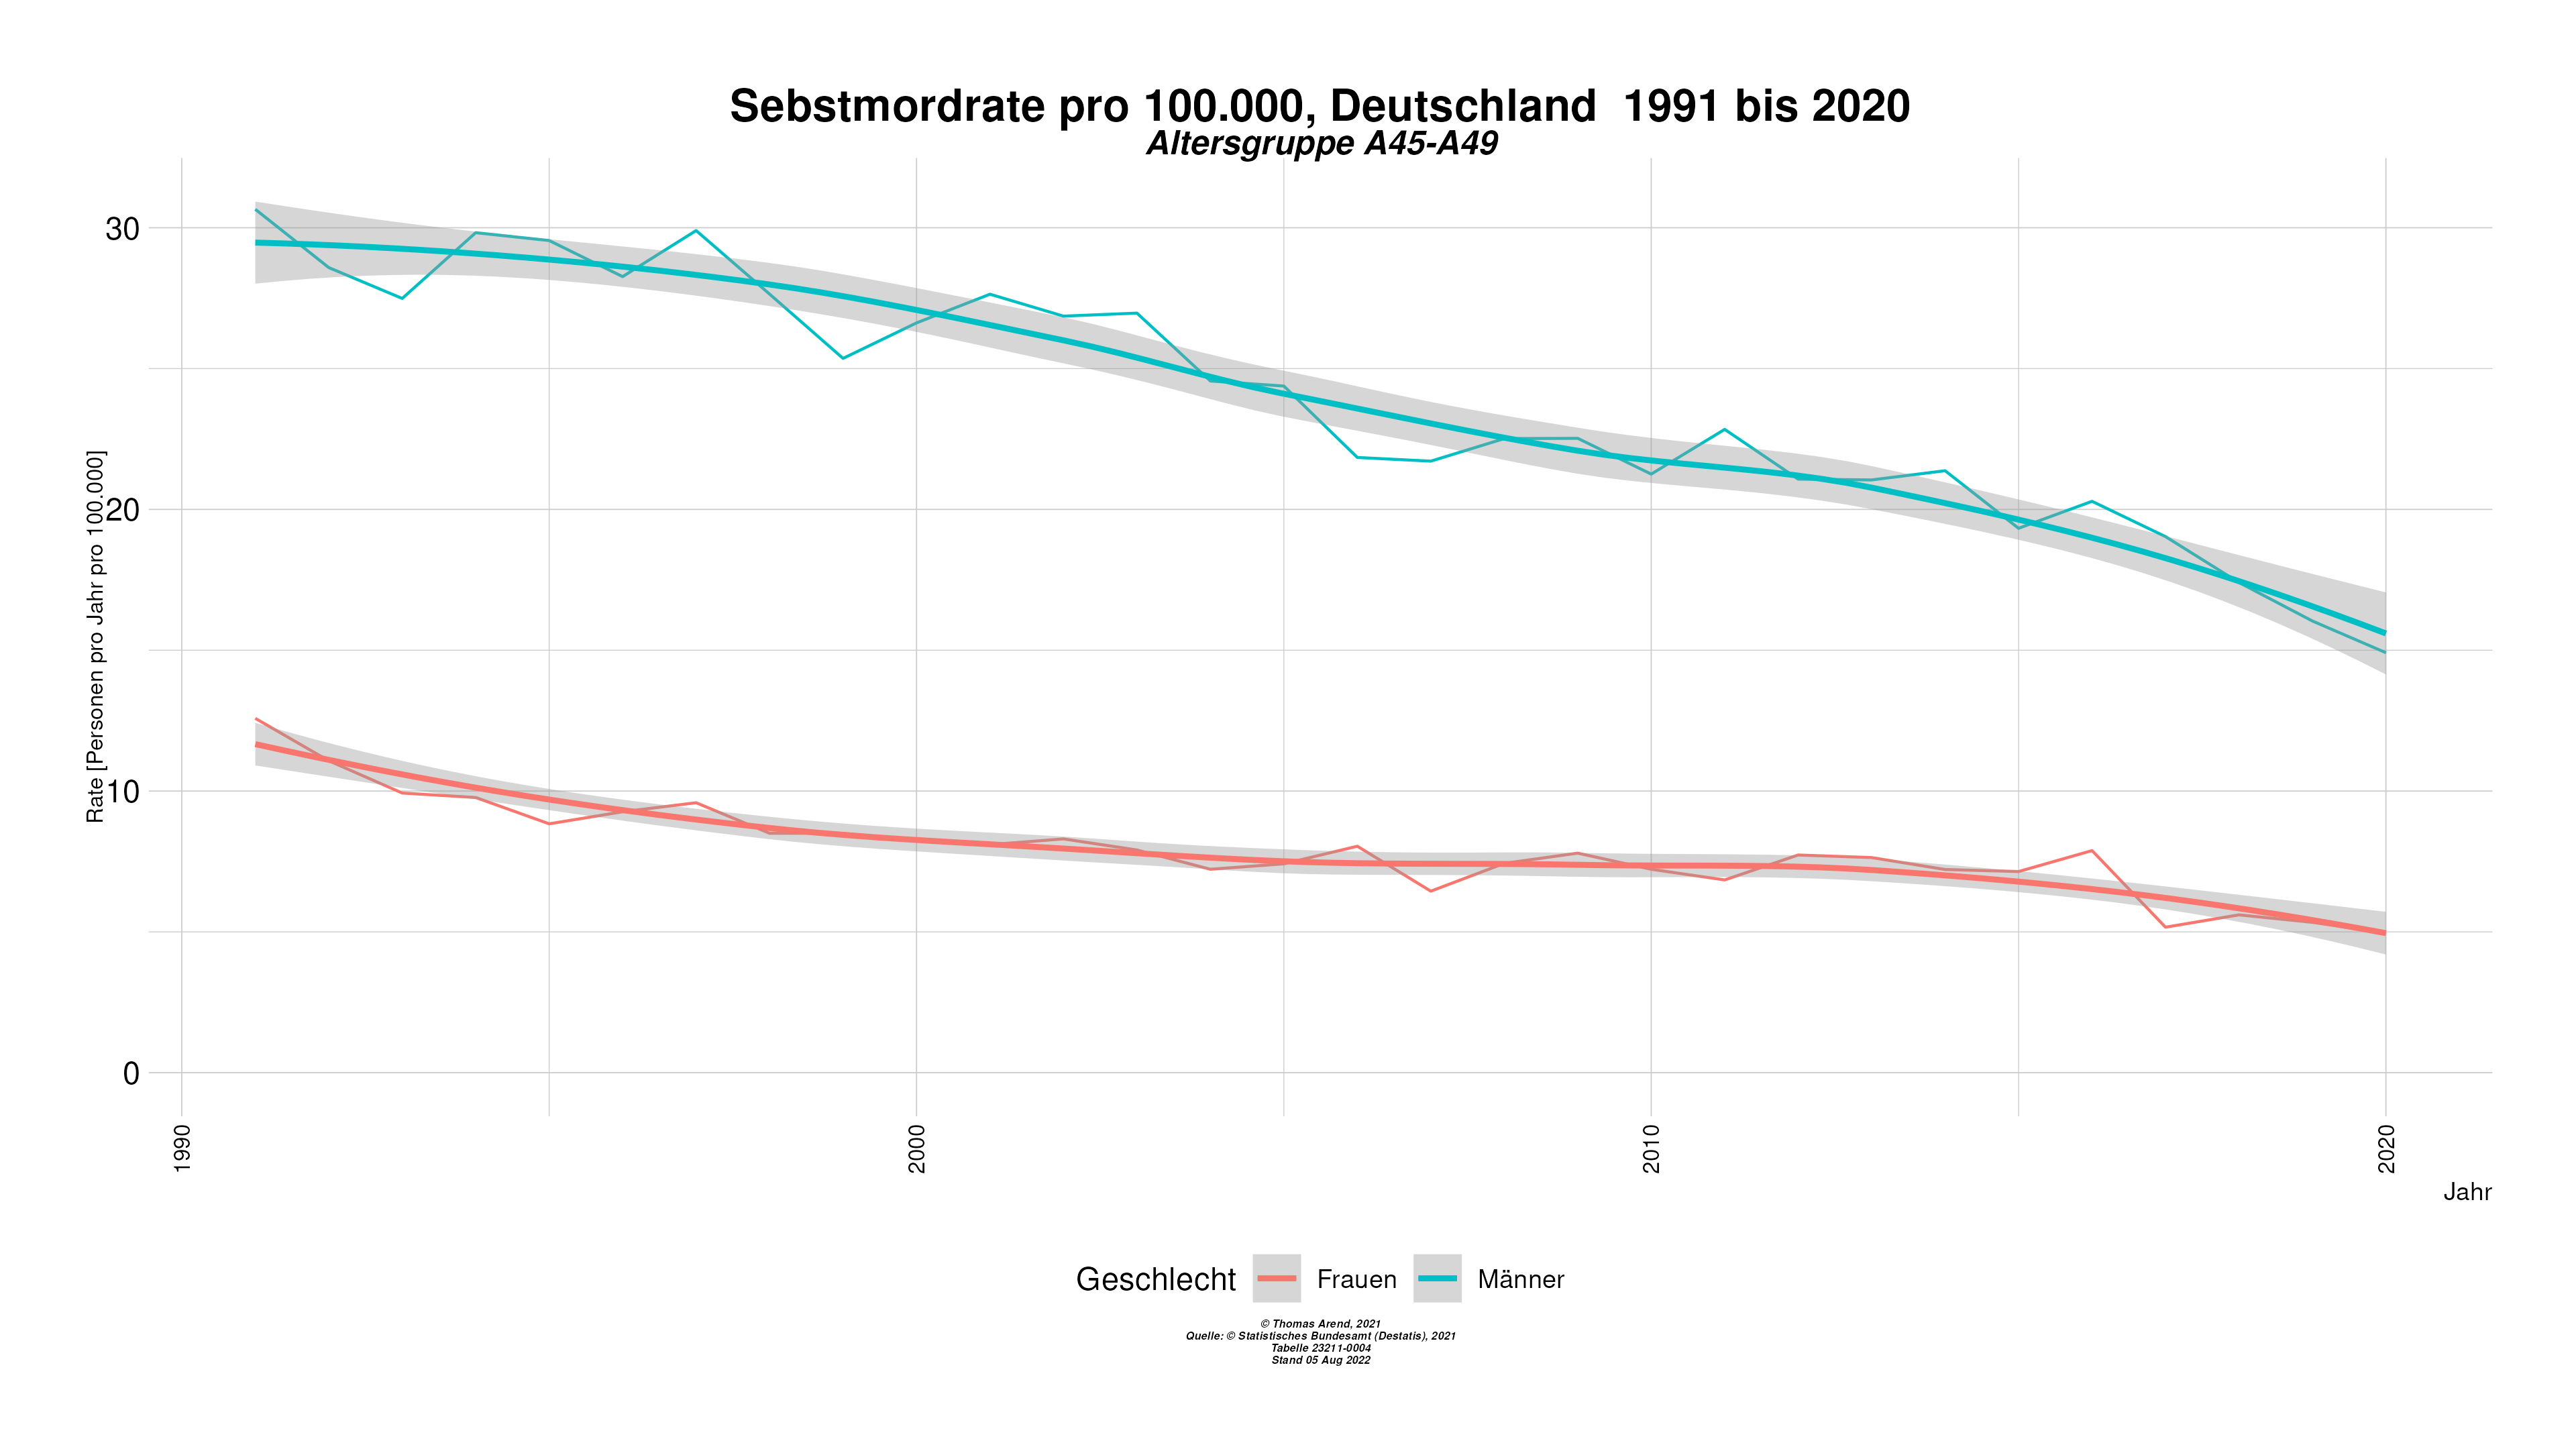 Sebstmordrate pro 100.000, Deutschland  1991 bis 2020
Altersgruppe A45-A49
Rate [Personen pro Jahr pro 100.000]
30
20
10
0
1990
2000
2010
2020
Jahr
Geschlecht Frauen Männer
© Thomas Arend, 2021
Quelle: © Statistisches Bundesamt (Destatis), 2021
Tabelle 23211-0004
Stand 05 Aug 2022